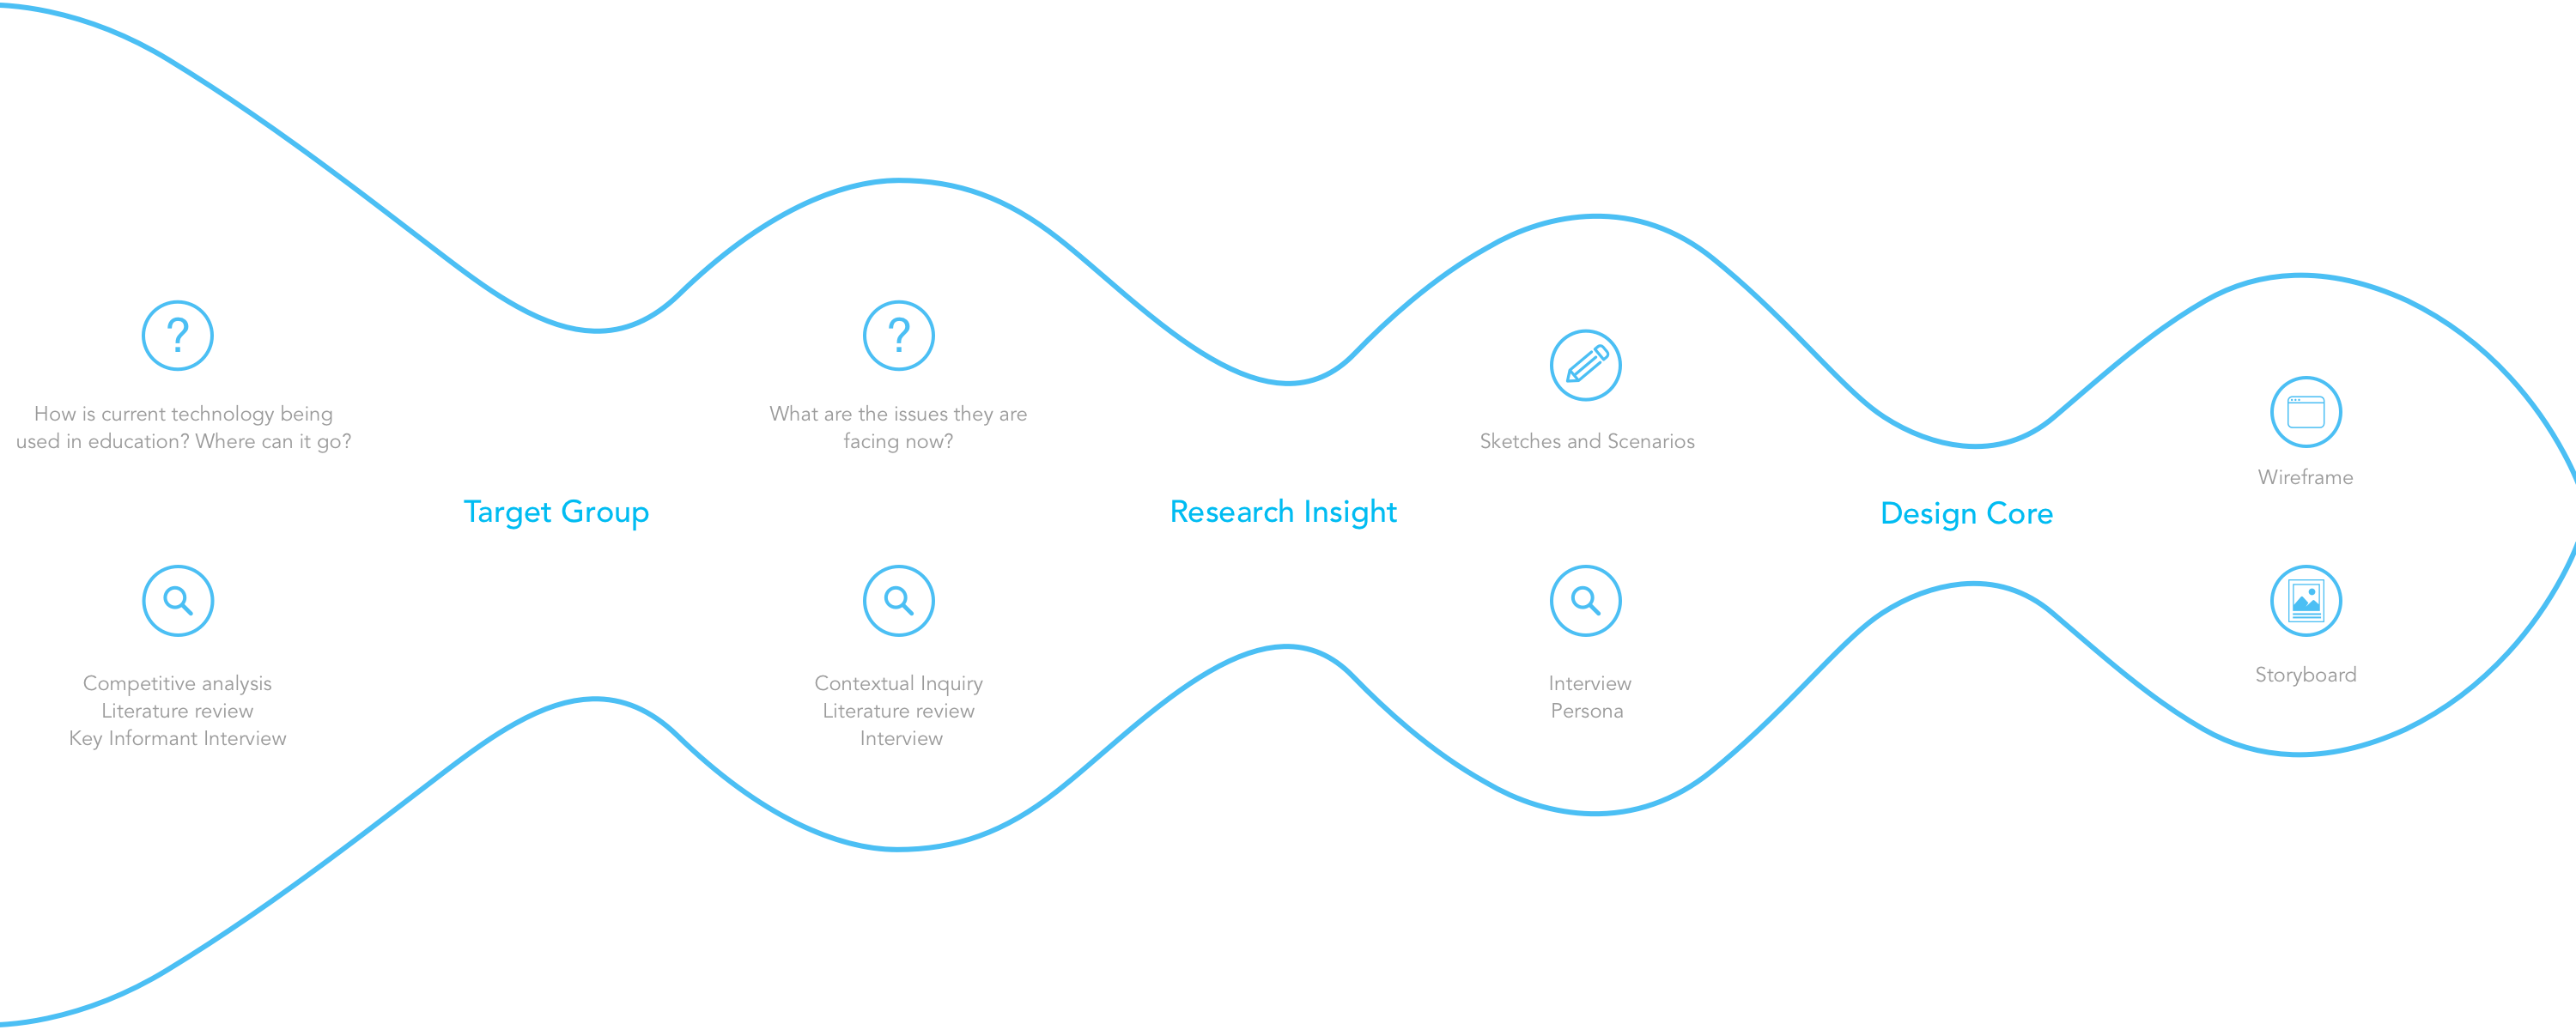 ?
How is current technology being
used in education? Where can it go?
Competitive analysis
Literature review
Key Informant Interview
Target Group
?
What are the issues they are
facing now?
Contextual Inquiry
Literature review
Interview
Research Insight
Sketches and Scenarios
Interview
Persona
Design Core
Wireframe
Storyboard